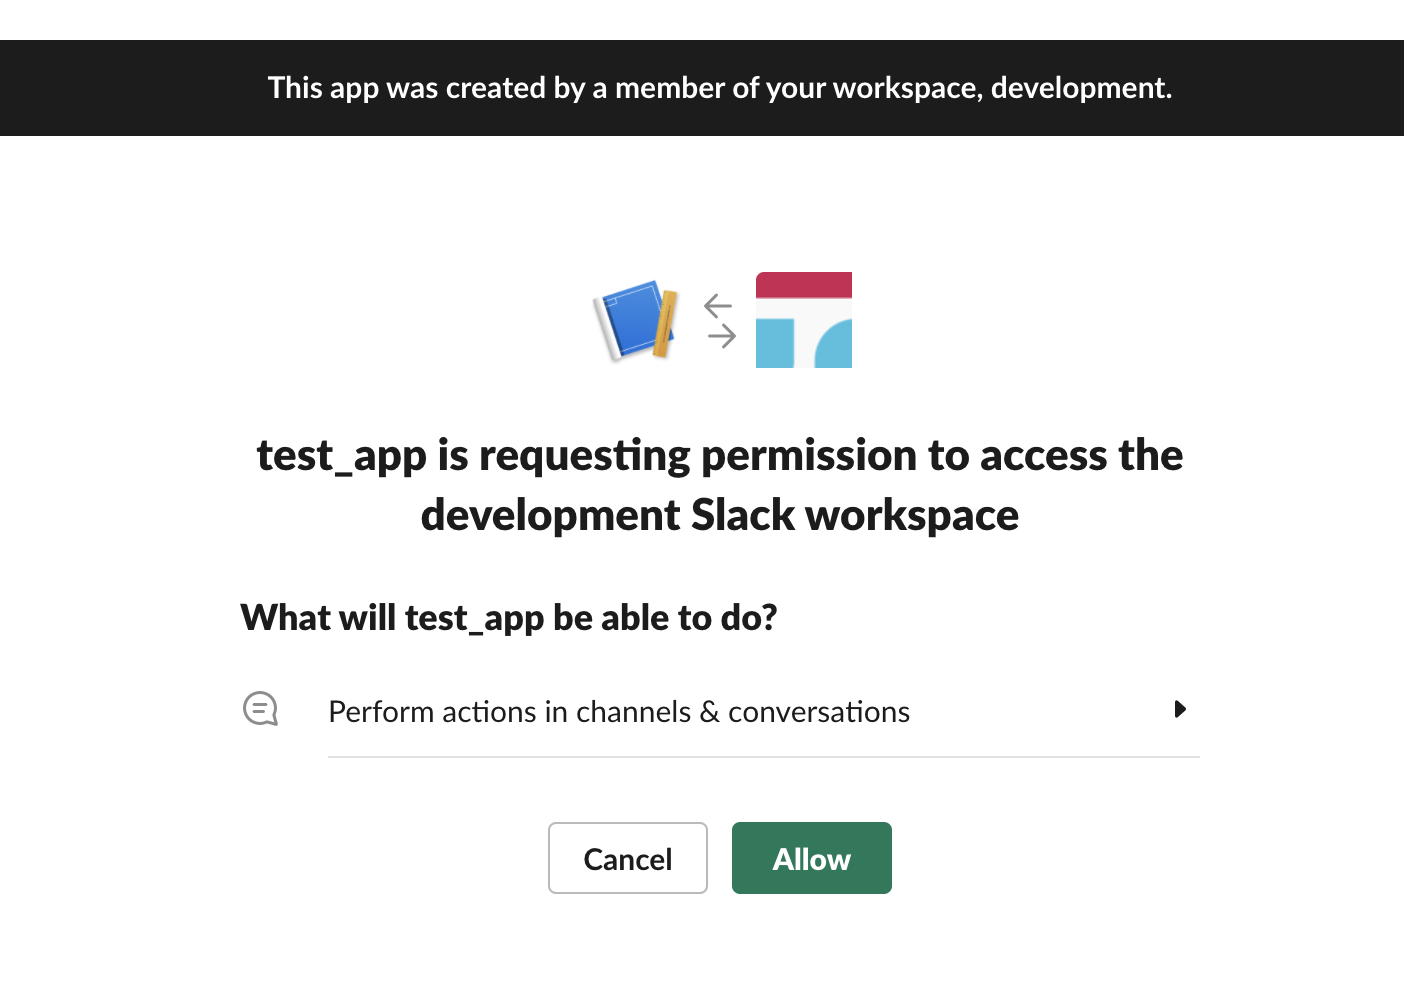 This app was created by a member of your workspace, development.
test_app is requesting permission to access the
development Slack workspace
What will test_app be able to do?
Perform actions in channels & conversations
Cancel
Allow